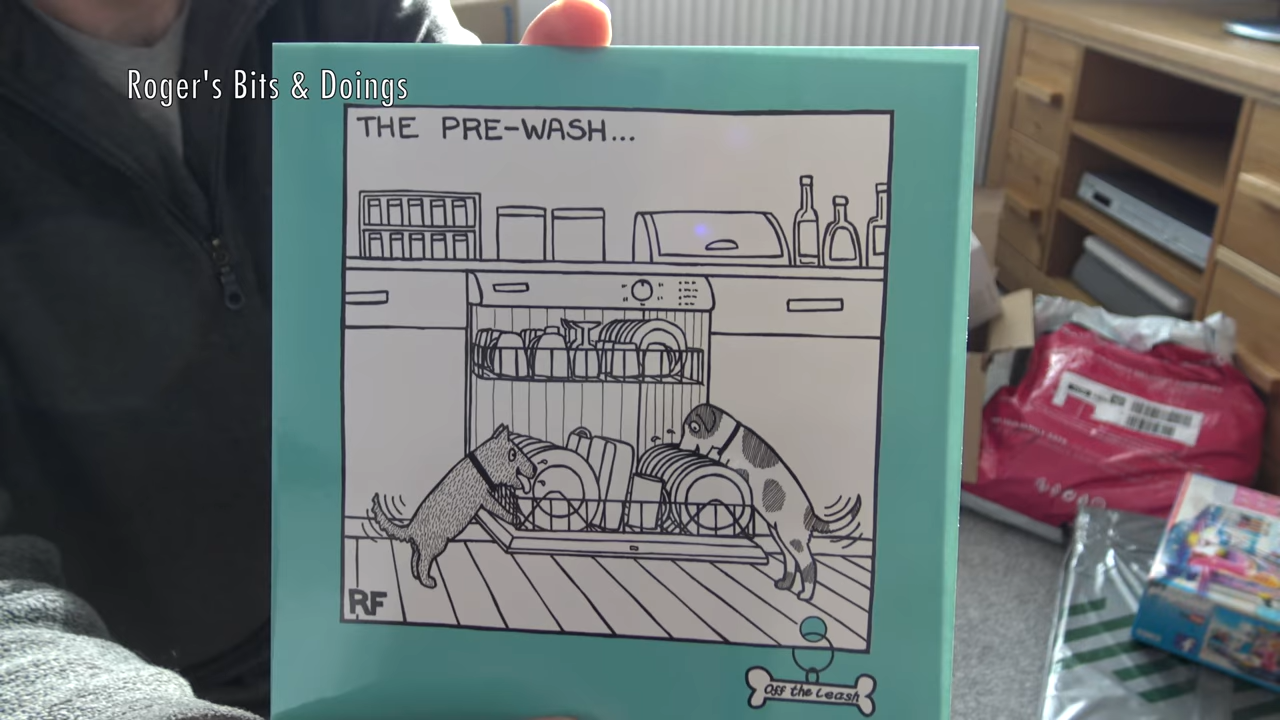 Roger's Bits & Doings
THE PRE-WASH...
RF
Off the Leash